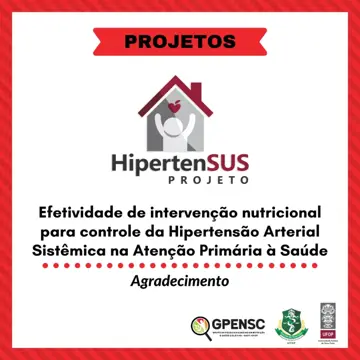 PROJETOS
HipertenSUS
PROJETO
Efetividade de intervenção nutricional
para controle da Hipertensão Arterial
Sistêmica na Atenção Primária à Saúde
Agradecimento
GPENSC
UFOP